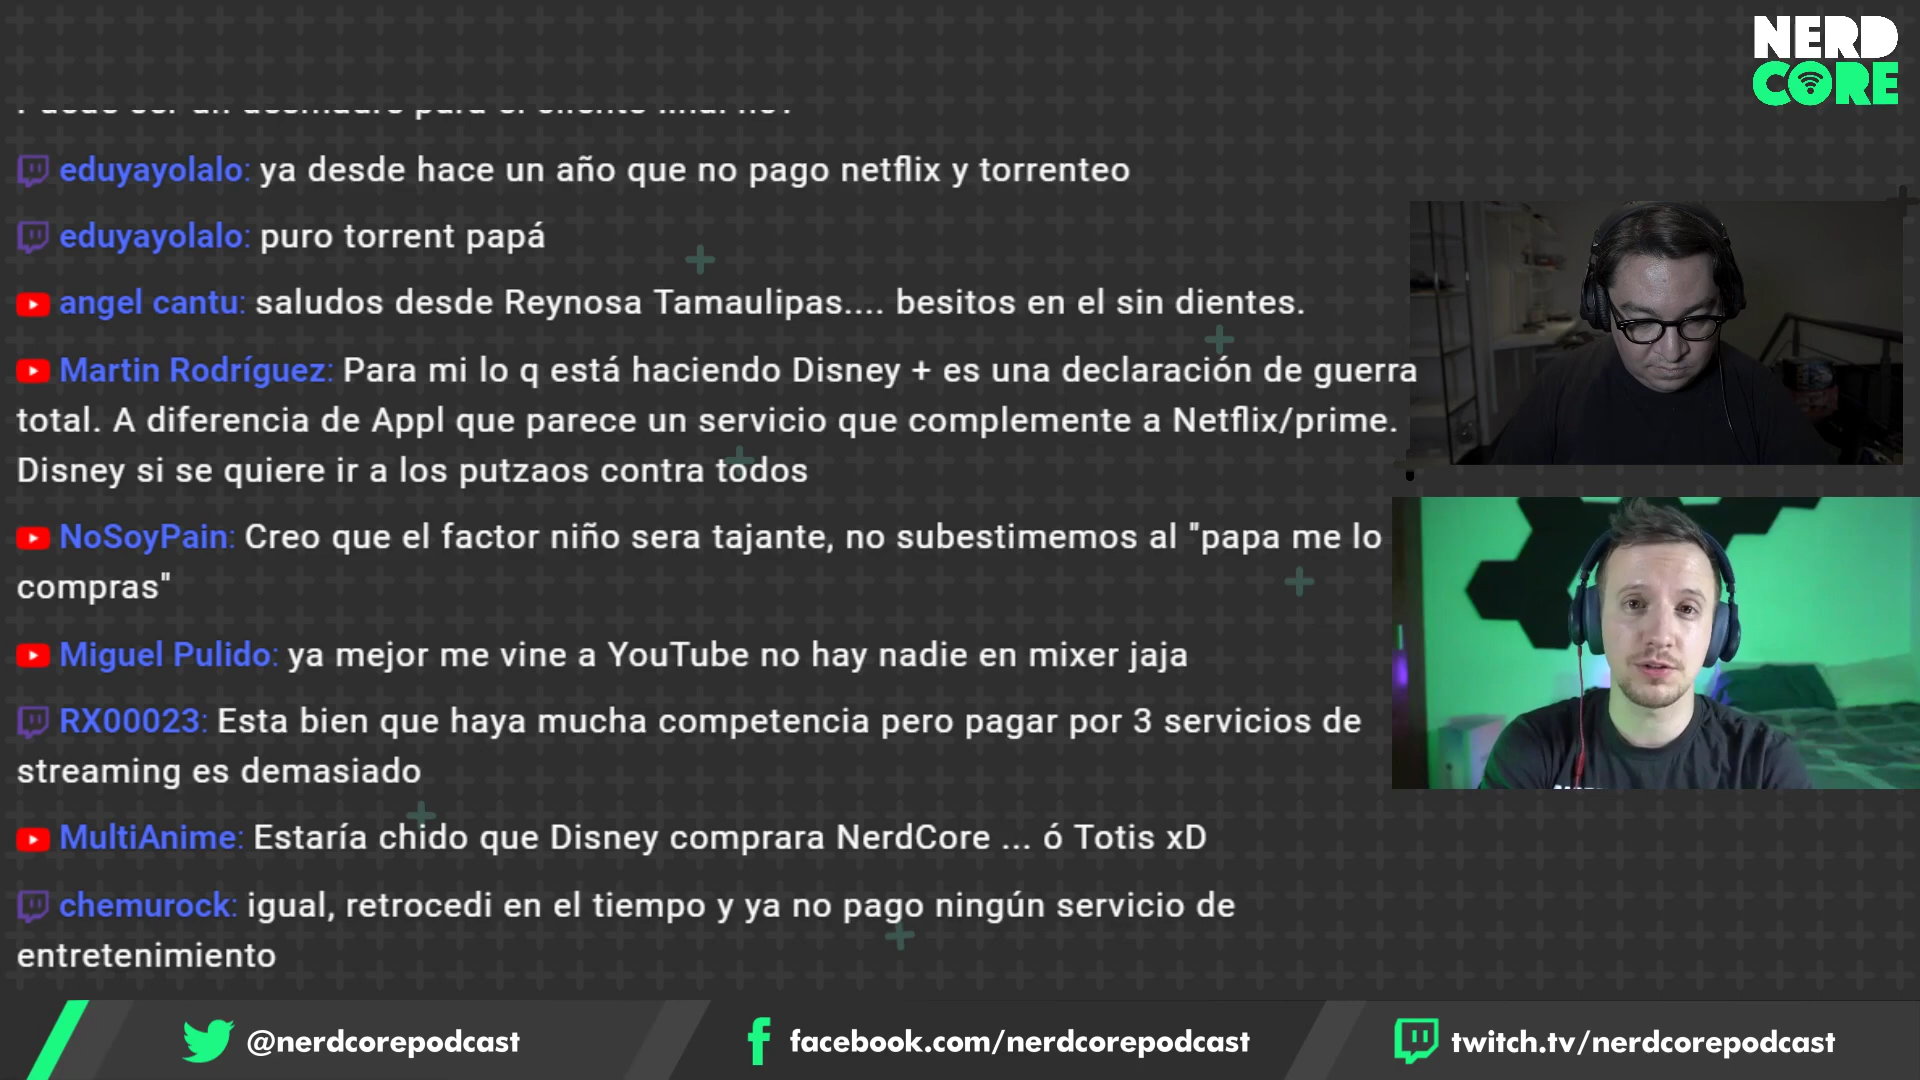 NERD
CORE
eduyayolalo: ya desde hace un año que no pago netflix y torrenteo
eduyayolalo: puro torrent papá
angel cantu: saludos desde Reynosa Tamaulipas.... besitos en el sin dientes.
Martin Rodríguez: Para mi lo q está haciendo Disney + es una declaración de guerra
total. A diferencia de Appl que parece un servicio que complemente a Netflix/prime.
Disney si se quiere ir a los putzaos contra todos
NoSoyPain: Creo que el factor niño sera tajante, no subestimemos al "papa me lo
compras"
Miguel Pulido: ya mejor me vine a YouTube no hay nadie en mixer jaja
RX00023: Esta bien que haya mucha competencia pero pagar por 3 servicios de
streaming es demasiado
MultiAnime: Estaría chido que Disney comprara NerdCore ... ó Totis xD
chemurock: igual, retrocedi en el tiempo y ya no pago ningún servicio de
entretenimiento
@nerdcorepodcast
facebook.com/nerdcorepodcast
twitch.tv/nerdcorepodcast